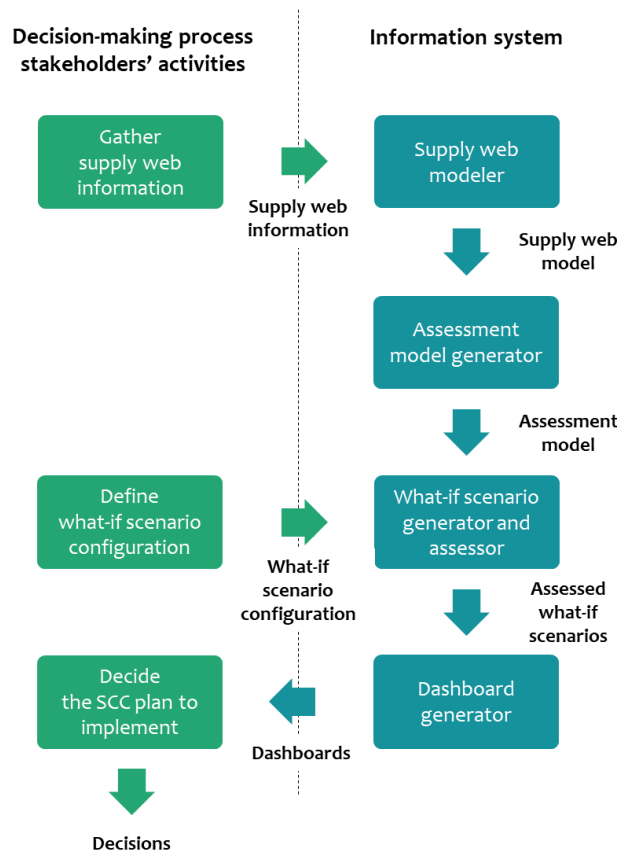 Decision-making process
stakeholders’ activities
Information system
Gather
supply web
information
Supply web
information
Supply web
modeler
Supply web
model
Assessment
model generator
Assessment
model
Define
what-if scenario
configuration
What-if
scenario
configuration
What-if scenario
generator and
assessor
Assessed
what-if
scenarios
Decide
the SCC plan to
implement
Dashboards
Dashboard
generator
Decisions